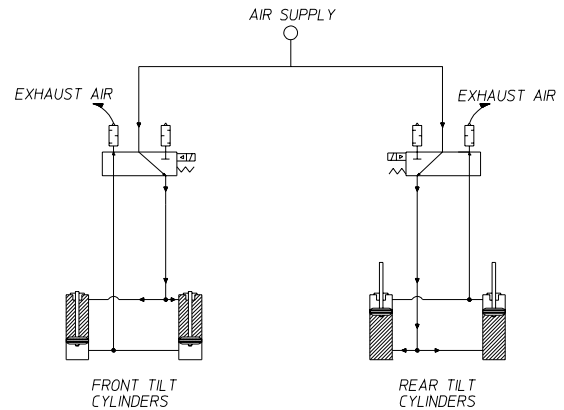 AIR SUPPLY
EXHAUST AIR
EXHAUST AIR
FRONT TILT
CYLINDERS
REAR TILT
CYLINDERS